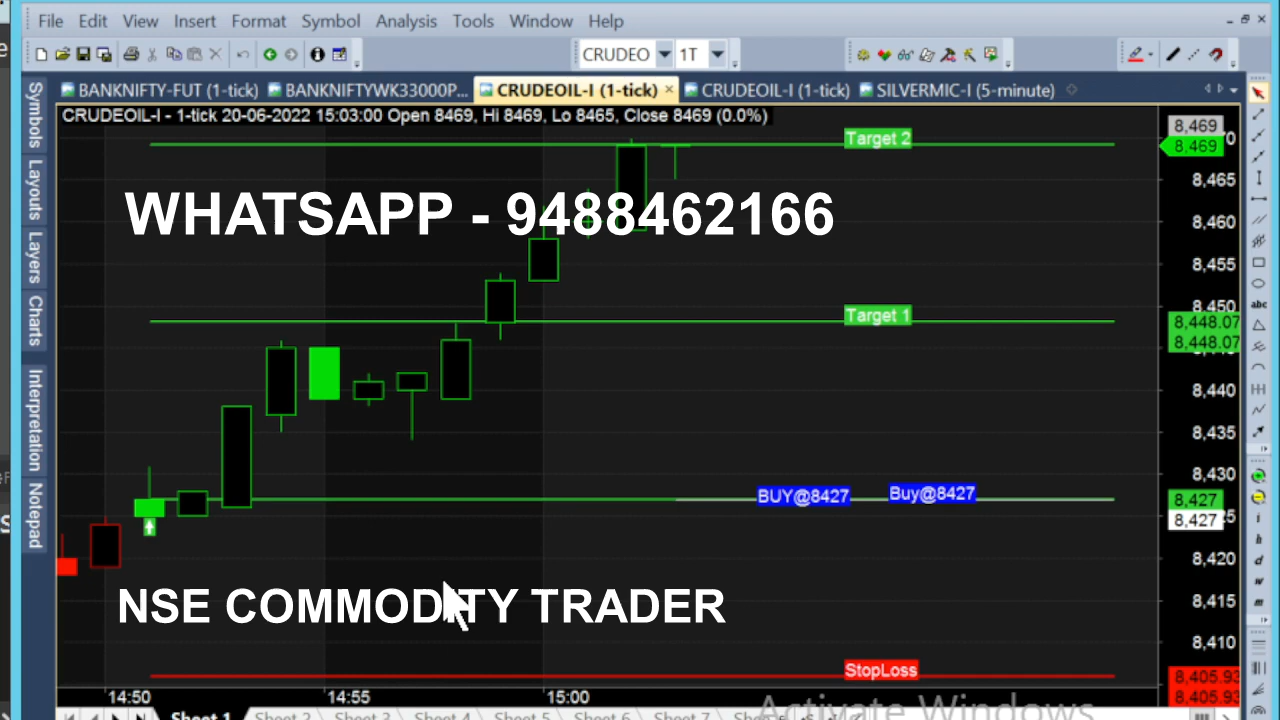 File Edit View Insert Format Symbol Analysis Tools Window Help
CRUDEO 1T
BANKNIFTY-FUT (1-tick) BANKNIFTYWK33000P... CRUDEOIL-I (1-tick) CRUDEOIL-I (1-tick) SILVERMIC-I (5-minute)
CRUDEOIL-I - 1-tick 20-06-2022 15:03:00 Open 8469, Hi 8469, Lo 8465, Close 8469 (0.0%)
Symbols
Layouts
Layers
Charts
Interpretation
Notepad
8,469
Target 2
8,469
8,465
WHATSAPP - 9488462166
8,460
8,455
8,450
Target 1
8,448.07
8,448.07
8,440
8,435
8,430
BUY@8427
Buy@8427
8,427
8,427
8,420
NSE COMMODITY TRADER
8,415
8,410
StopLoss
8,405.93
8,405.93
14:50 14:55 15:00
Sheet 1 Sheet 2 Sheet 3 Sheet 4 Sheet 5 Sheet 6 Sheet 7
Activate Windows